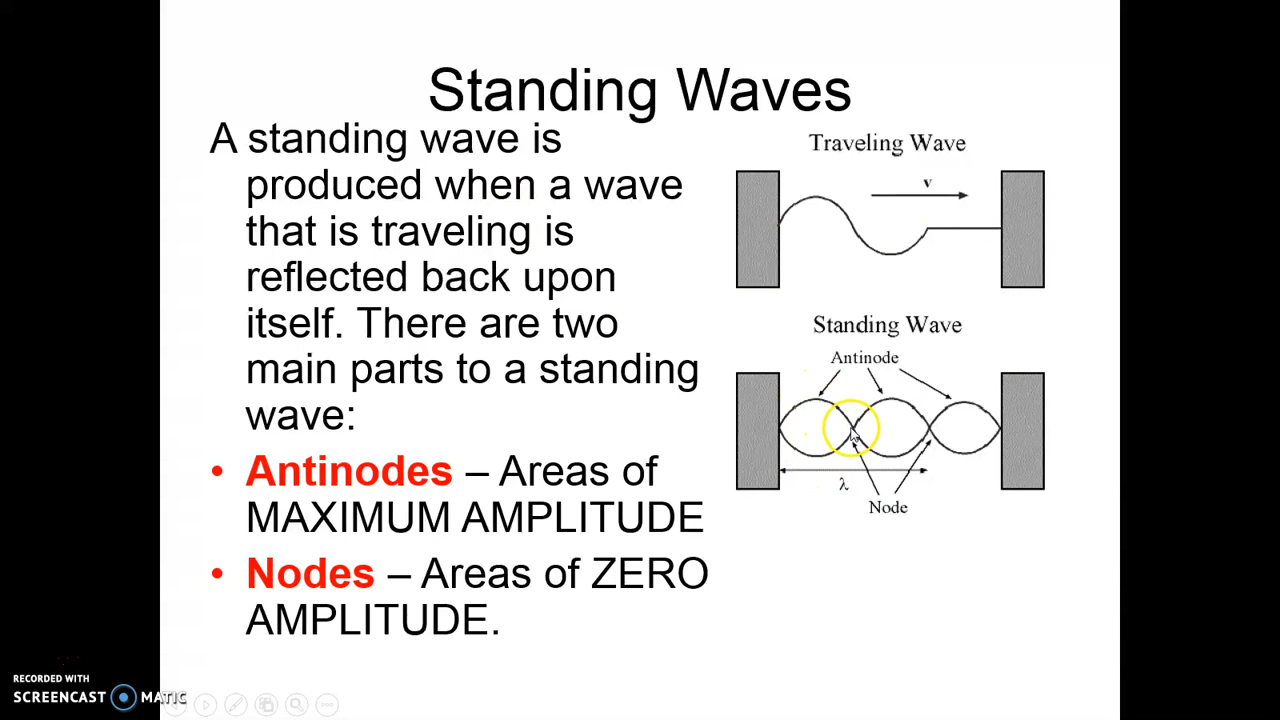 Standing Waves
A standing wave is
produced when a wave
that is traveling is
reflected back upon
itself. There are two
main parts to a standing
wave:
• Antinodes – Areas of
MAXIMUM AMPLITUDE
• Nodes – Areas of ZERO
AMPLITUDE.
Traveling Wave
v
Standing Wave
Antinode
λ
Node
RECORDED WITH
SCREENCAST MATIC